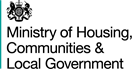 Ministry of Housing,
Communities &
Local Government